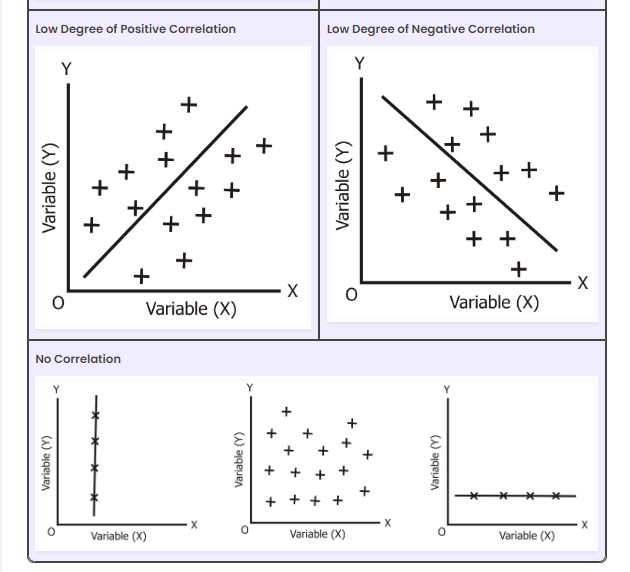 Low Degree of Positive Correlation
Y
Variable (Y)
O
X
Variable (X)
Low Degree of Negative Correlation
Y
Variable (Y)
O
X
Variable (X)
No Correlation
Y
Variable (Y)
O
X
Variable (X)
Y
Variable (Y)
O
X
Variable (X)
Y
Variable (Y)
O
X
Variable (X)